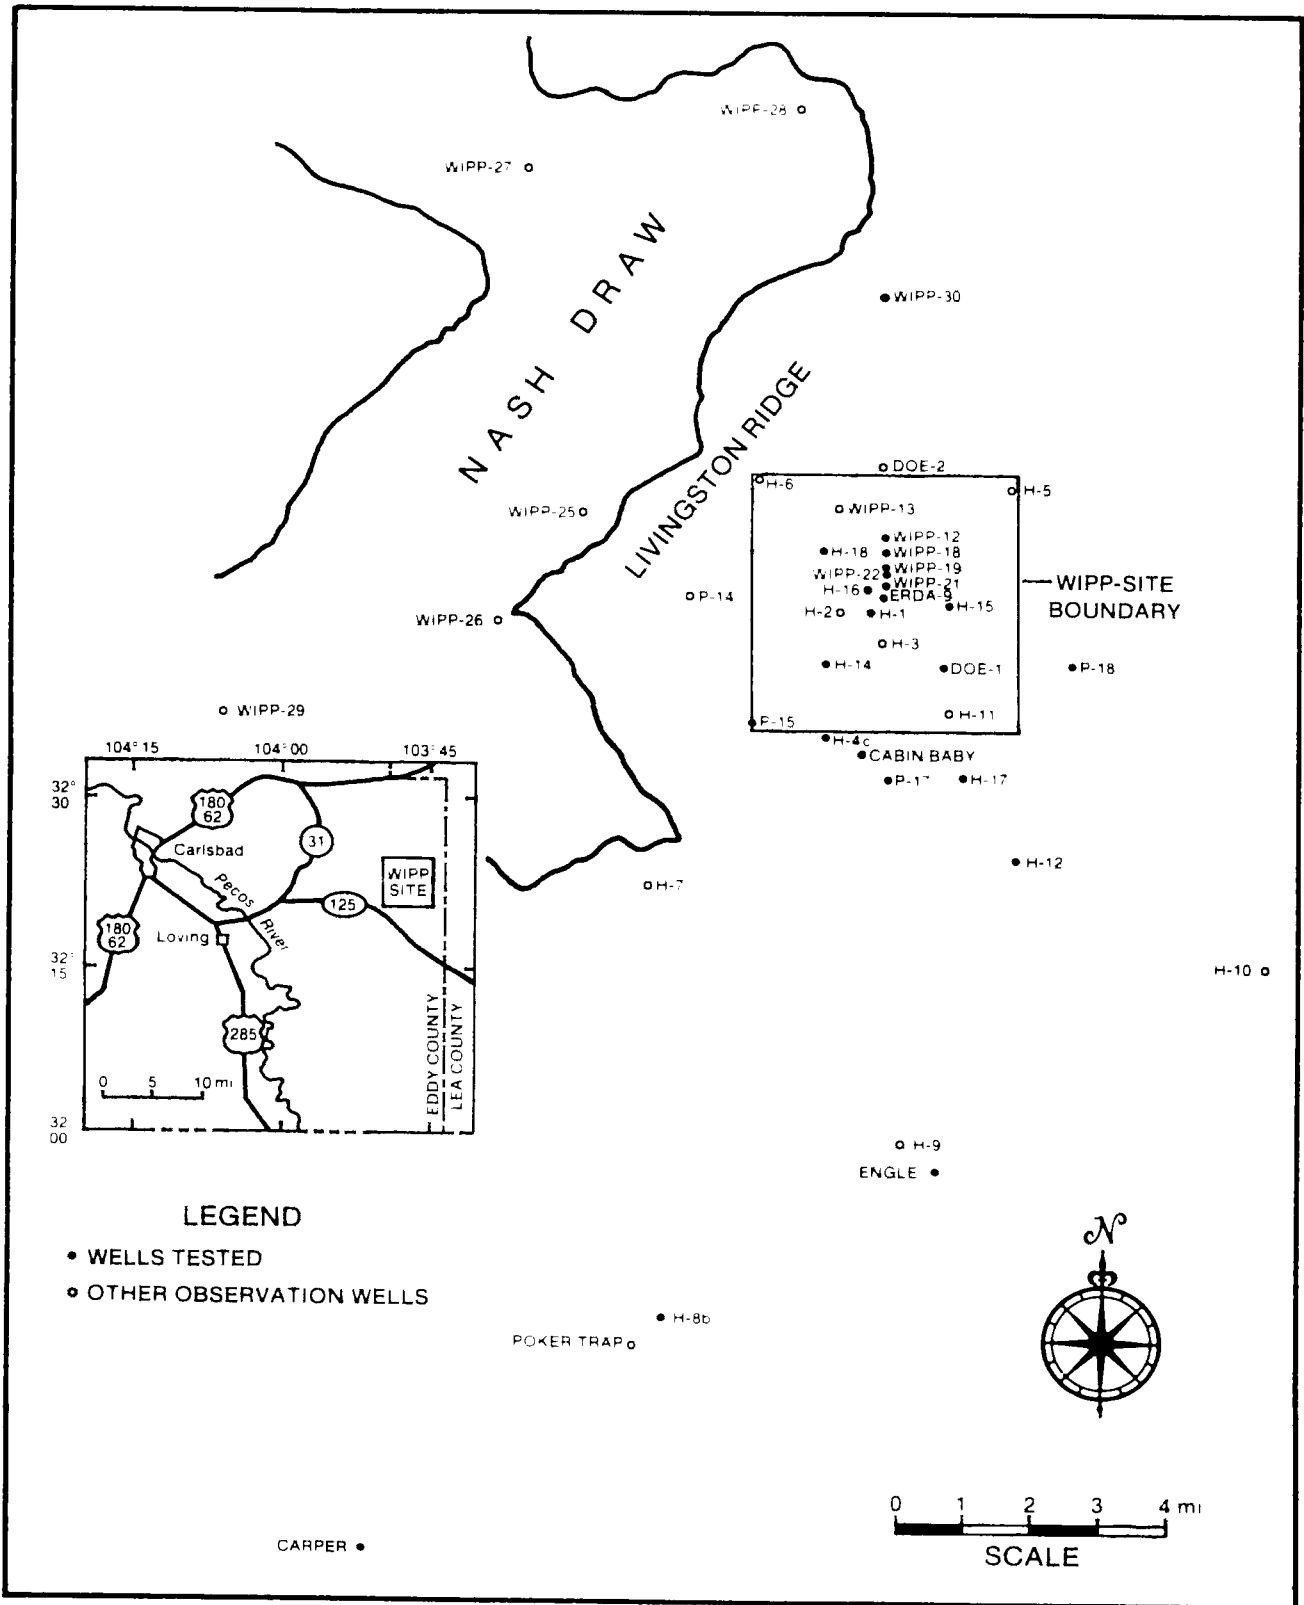 WIPP-28
WIPP-27
NASH DRAW
WIPP-30
LIVINGSTON RIDGE
DOE-2
H-6
H-5
WIPP-25
WIPP-13
WIPP-12
H-18
WIPP-18
WIPP-19
WIPP-22
WIPP-21
H-16
ERDA-9
P-14
H-15
WIPP-SITE
BOUNDARY
H-2
H-1
WIPP-26
H-3
H-14
DOE-1
P-18
WIPP-29
H-11
P-15
H-4c
CABIN BABY
P-17
H-17
H-12
H-7
H-10
104° 15
104° 00
103° 45
32°
30
180
62
31
Carlsbad
WIPP
SITE
Pecos
River
125
180
62
Loving
32°
15
285
EDDY COUNTY
LEA COUNTY
0 5 10 mi
32
00
H-9
ENGLE
LEGEND
WELLS TESTED
OTHER OBSERVATION WELLS
N
H-8b
POKER TRAP
0 1 2 3 4 mi
SCALE
CARPER